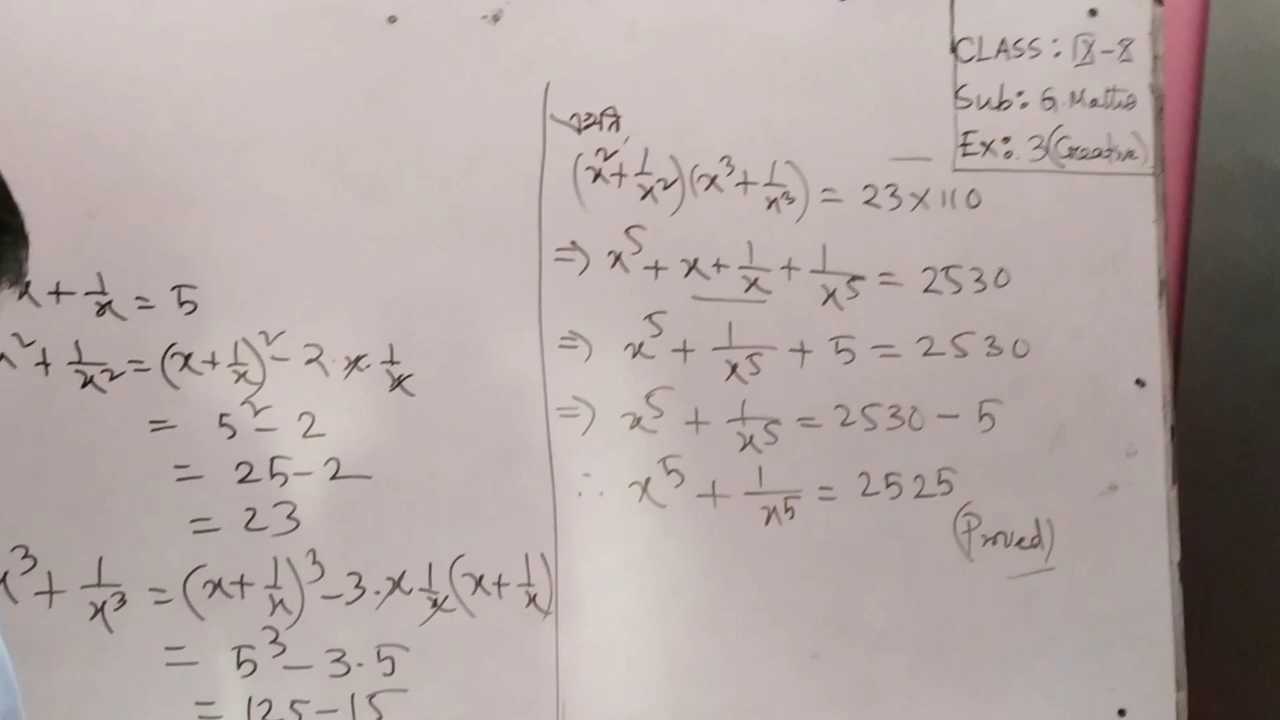 x + 1/x = 5
x² + 1/x² = (x + 1/x)² - 2·x·1/x
= 5² - 2
= 25 - 2
= 23
x³ + 1/x³ = (x + 1/x)³ - 3·x·1/x(x + 1/x)
= 5³ - 3·5
= 125 - 15
(x² + 1/x²)(x³ + 1/x³) = 23 × 110
⇒ x⁵ + x + 1/x + 1/x⁵ = 2530
⇒ x⁵ + 1/x⁵ + 5 = 2530
⇒ x⁵ + 1/x⁵ = 2530 - 5
∴ x⁵ + 1/x⁵ = 2525
(Proved)
CLASS: IX-8
Sub: G. Maths
Ex: 3 (Creative)